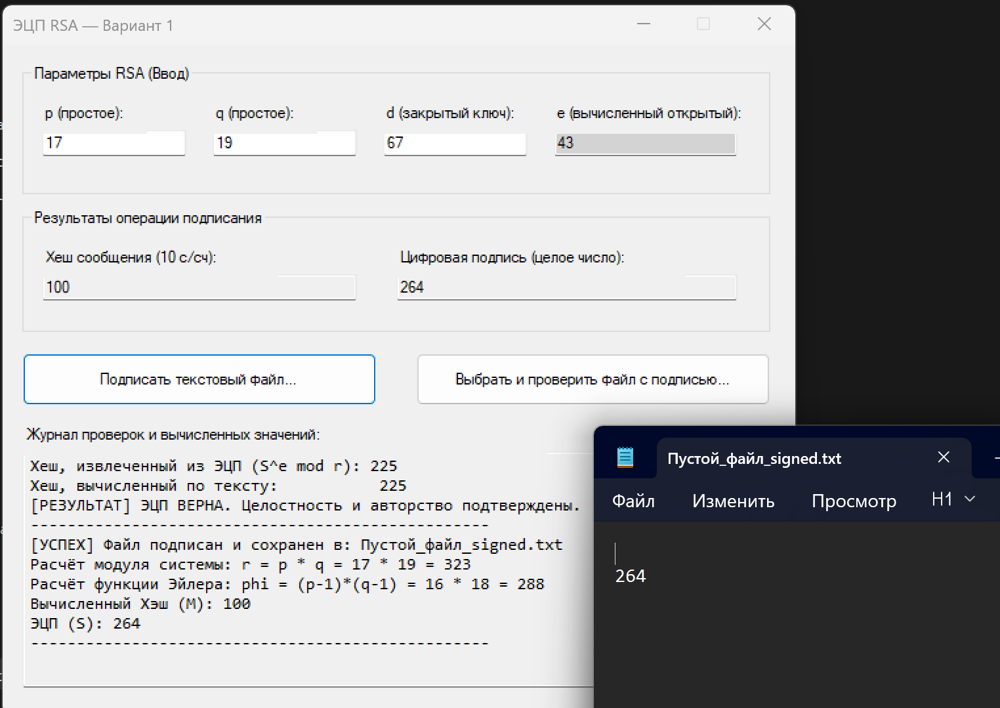 ЭЦП RSA — Вариант 1
Параметры RSA (Ввод)
p (простое): q (простое): d (закрытый ключ): e (вычисленный открытый):
17 19 67 43
Результаты операции подписания
Хеш сообщения (10 с/сч): Цифровая подпись (целое число):
100 264
Подписать текстовый файл... Выбрать и проверить файл с подписью...
Журнал проверок и вычисленных значений:
Хеш, извлеченный из ЭЦП (S^e mod r): 225
Хеш, вычисленный по тексту: 225
[РЕЗУЛЬТАТ] ЭЦП ВЕРНА. Целостность и авторство подтверждены.
--------------------------------------------------
[УСПЕХ] Файл подписан и сохранен в: Пустой_файл_signed.txt
Расчёт модуля системы: r = p * q = 17 * 19 = 323
Расчёт функции Эйлера: phi = (p-1)*(q-1) = 16 * 18 = 288
Вычисленный Хэш (M): 100
ЭЦП (S): 264
--------------------------------------------------
Пустой_файл_signed.txt
Файл Изменить Просмотр H1
264